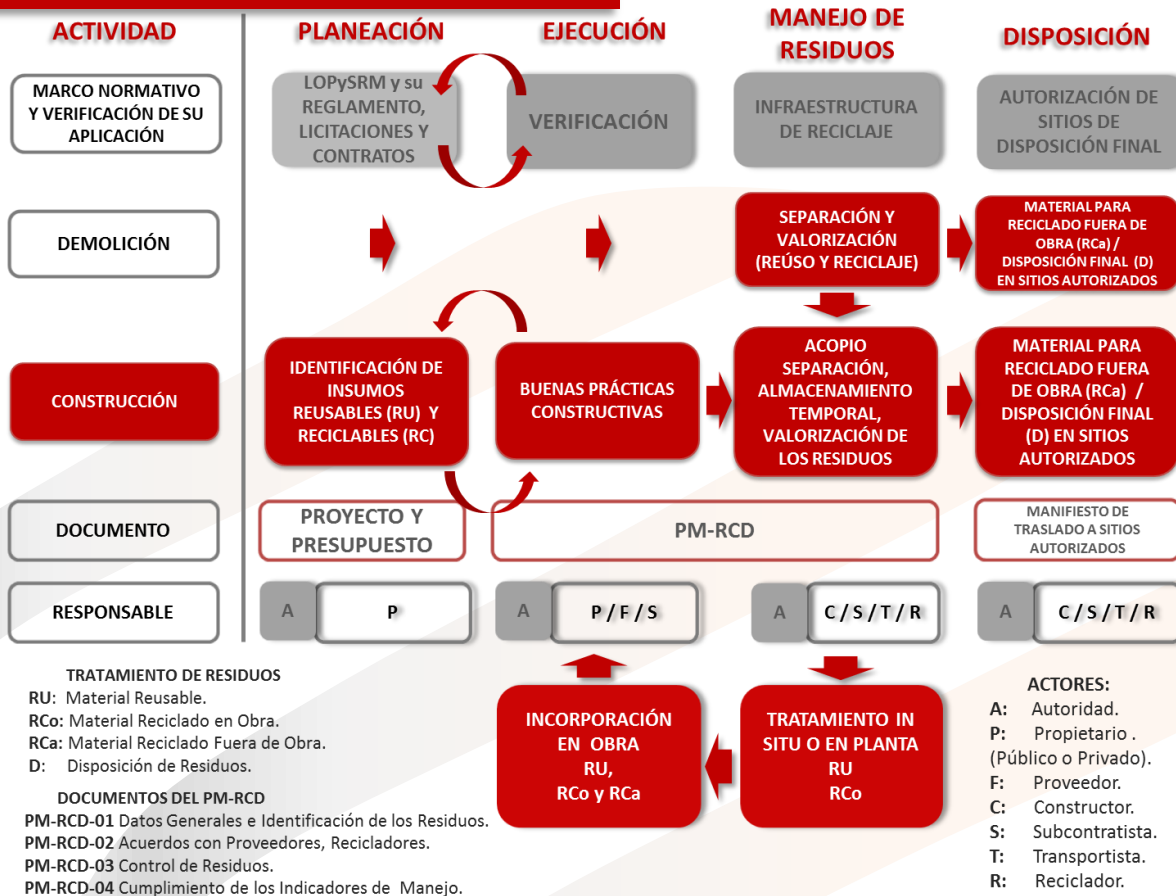 ACTIVIDAD
PLANEACIÓN
EJECUCIÓN
MANEJO DE
RESIDUOS
DISPOSICIÓN
MARCO NORMATIVO
Y VERIFICACIÓN DE SU
APLICACIÓN
LOPySRM y su
REGLAMENTO,
LICITACIONES Y
CONTRATOS
VERIFICACIÓN
INFRAESTRUCTURA
DE RECICLAJE
AUTORIZACIÓN DE
SITIOS DE
DISPOSICIÓN FINAL
DEMOLICIÓN
SEPARACIÓN Y
VALORIZACIÓN
(REÚSO Y RECICLAJE)
MATERIAL PARA
RECICLADO FUERA DE
OBRA (RCa) /
DISPOSICIÓN FINAL (D)
EN SITIOS AUTORIZADOS
CONSTRUCCIÓN
IDENTIFICACIÓN DE
INSUMOS
REUSABLES (RU) Y
RECICLABLES (RC)
BUENAS PRÁCTICAS
CONSTRUCTIVAS
ACOPIO
SEPARACIÓN,
ALMACENAMIENTO
TEMPORAL,
VALORIZACIÓN DE
LOS RESIDUOS
MATERIAL PARA
RECICLADO FUERA
DE OBRA (RCa) /
DISPOSICIÓN FINAL
(D) EN SITIOS
AUTORIZADOS
DOCUMENTO
PROYECTO Y
PRESUPUESTO
PM-RCD
MANIFIESTO DE
TRASLADO A SITIOS
AUTORIZADOS
RESPONSABLE
A P
A P / F / S
A C / S / T / R
A C / S / T / R
TRATAMIENTO DE RESIDUOS
RU: Material Reusable.
RCo: Material Reciclado en Obra.
RCa: Material Reciclado Fuera de Obra.
D: Disposición de Residuos.
DOCUMENTOS DEL PM-RCD
PM-RCD-01 Datos Generales e Identificación de los Residuos.
PM-RCD-02 Acuerdos con Proveedores, Recicladores.
PM-RCD-03 Control de Residuos.
PM-RCD-04 Cumplimiento de los Indicadores de Manejo.
INCORPORACIÓN
EN OBRA
RU,
RCo y RCa
TRATAMIENTO IN
SITU O EN PLANTA
RU
RCo
ACTORES:
A: Autoridad.
P: Propietario .
(Público o Privado).
F: Proveedor.
C: Constructor.
S: Subcontratista.
T: Transportista.
R: Reciclador.